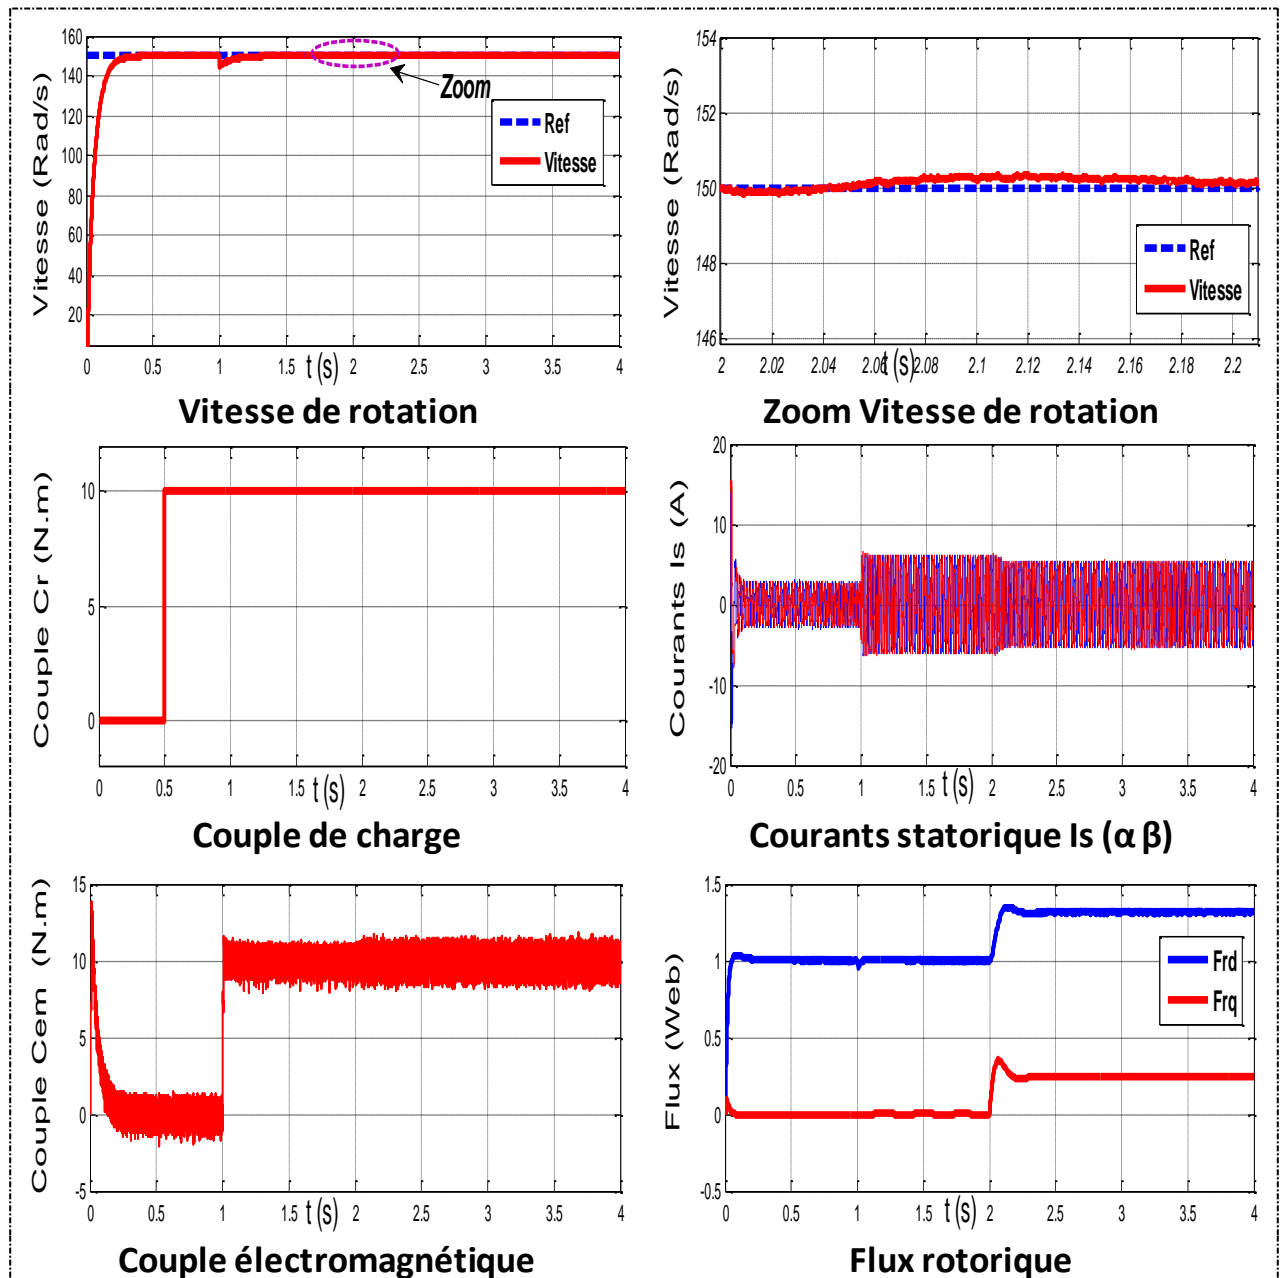 Vitesse (Rad/s)
160
140
120
100
80
60
40
20
0 0.5 1 1.5 2 2.5 3 3.5 4
t (s)
Zoom
Ref
Vitesse
Vitesse de rotation
Vitesse (Rad/s)
154
152
150
148
146
2 2.02 2.04 2.06 2.08 2.1 2.12 2.14 2.16 2.18 2.2
t (s)
Ref
Vitesse
Zoom Vitesse de rotation
Couple Cr (N.m)
10
5
0
0 0.5 1 1.5 2 2.5 3 3.5 4
t (s)
Couple de charge
Courants Is (A)
20
10
0
-10
-20
0 0.5 1 1.5 2 2.5 3 3.5 4
t (s)
Courants statorique Is (α β)
Couple Cem (N.m)
15
10
5
0
-5
0 0.5 1 1.5 2 2.5 3 3.5 4
t (s)
Couple électromagnétique
Flux (Web)
1.5
1
0.5
0
-0.5
0 0.5 1 1.5 2 2.5 3 3.5 4
t (s)
Frd
Frq
Flux rotorique